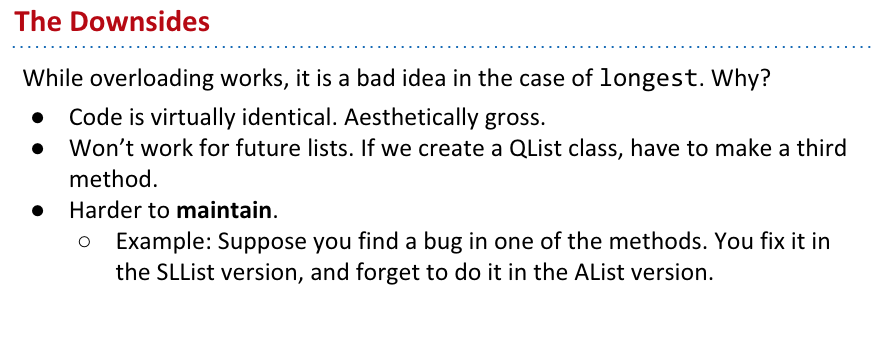 The Downsides
While overloading works, it is a bad idea in the case of longest. Why?
● Code is virtually identical. Aesthetically gross.
● Won’t work for future lists. If we create a QList class, have to make a third
method.
● Harder to maintain.
○ Example: Suppose you find a bug in one of the methods. You fix it in
the SLList version, and forget to do it in the AList version.